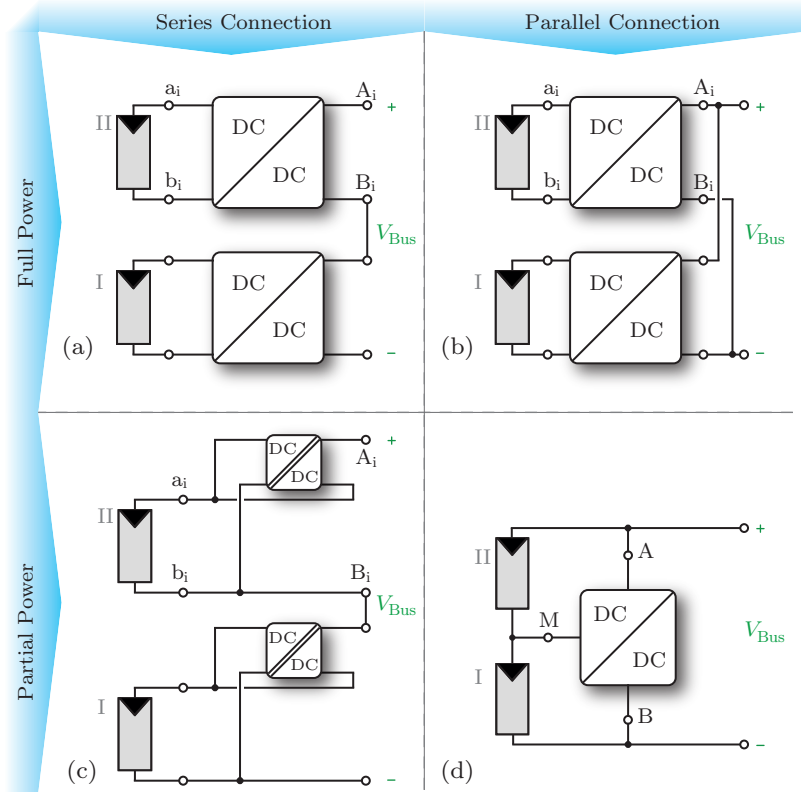 Series Connection
Parallel Connection
Full Power
Partial Power
a_i
A_i
+
II
DC
DC
b_i
B_i
V_Bus
I
DC
DC
(a)
−
a_i
A_i
+
II
DC
DC
b_i
B_i
V_Bus
I
DC
DC
(b)
−
+
DC
DC
A_i
a_i
II
b_i
B_i
V_Bus
DC
DC
I
(c)
−
+
A
II
DC
M
V_Bus
DC
I
B
(d)
−